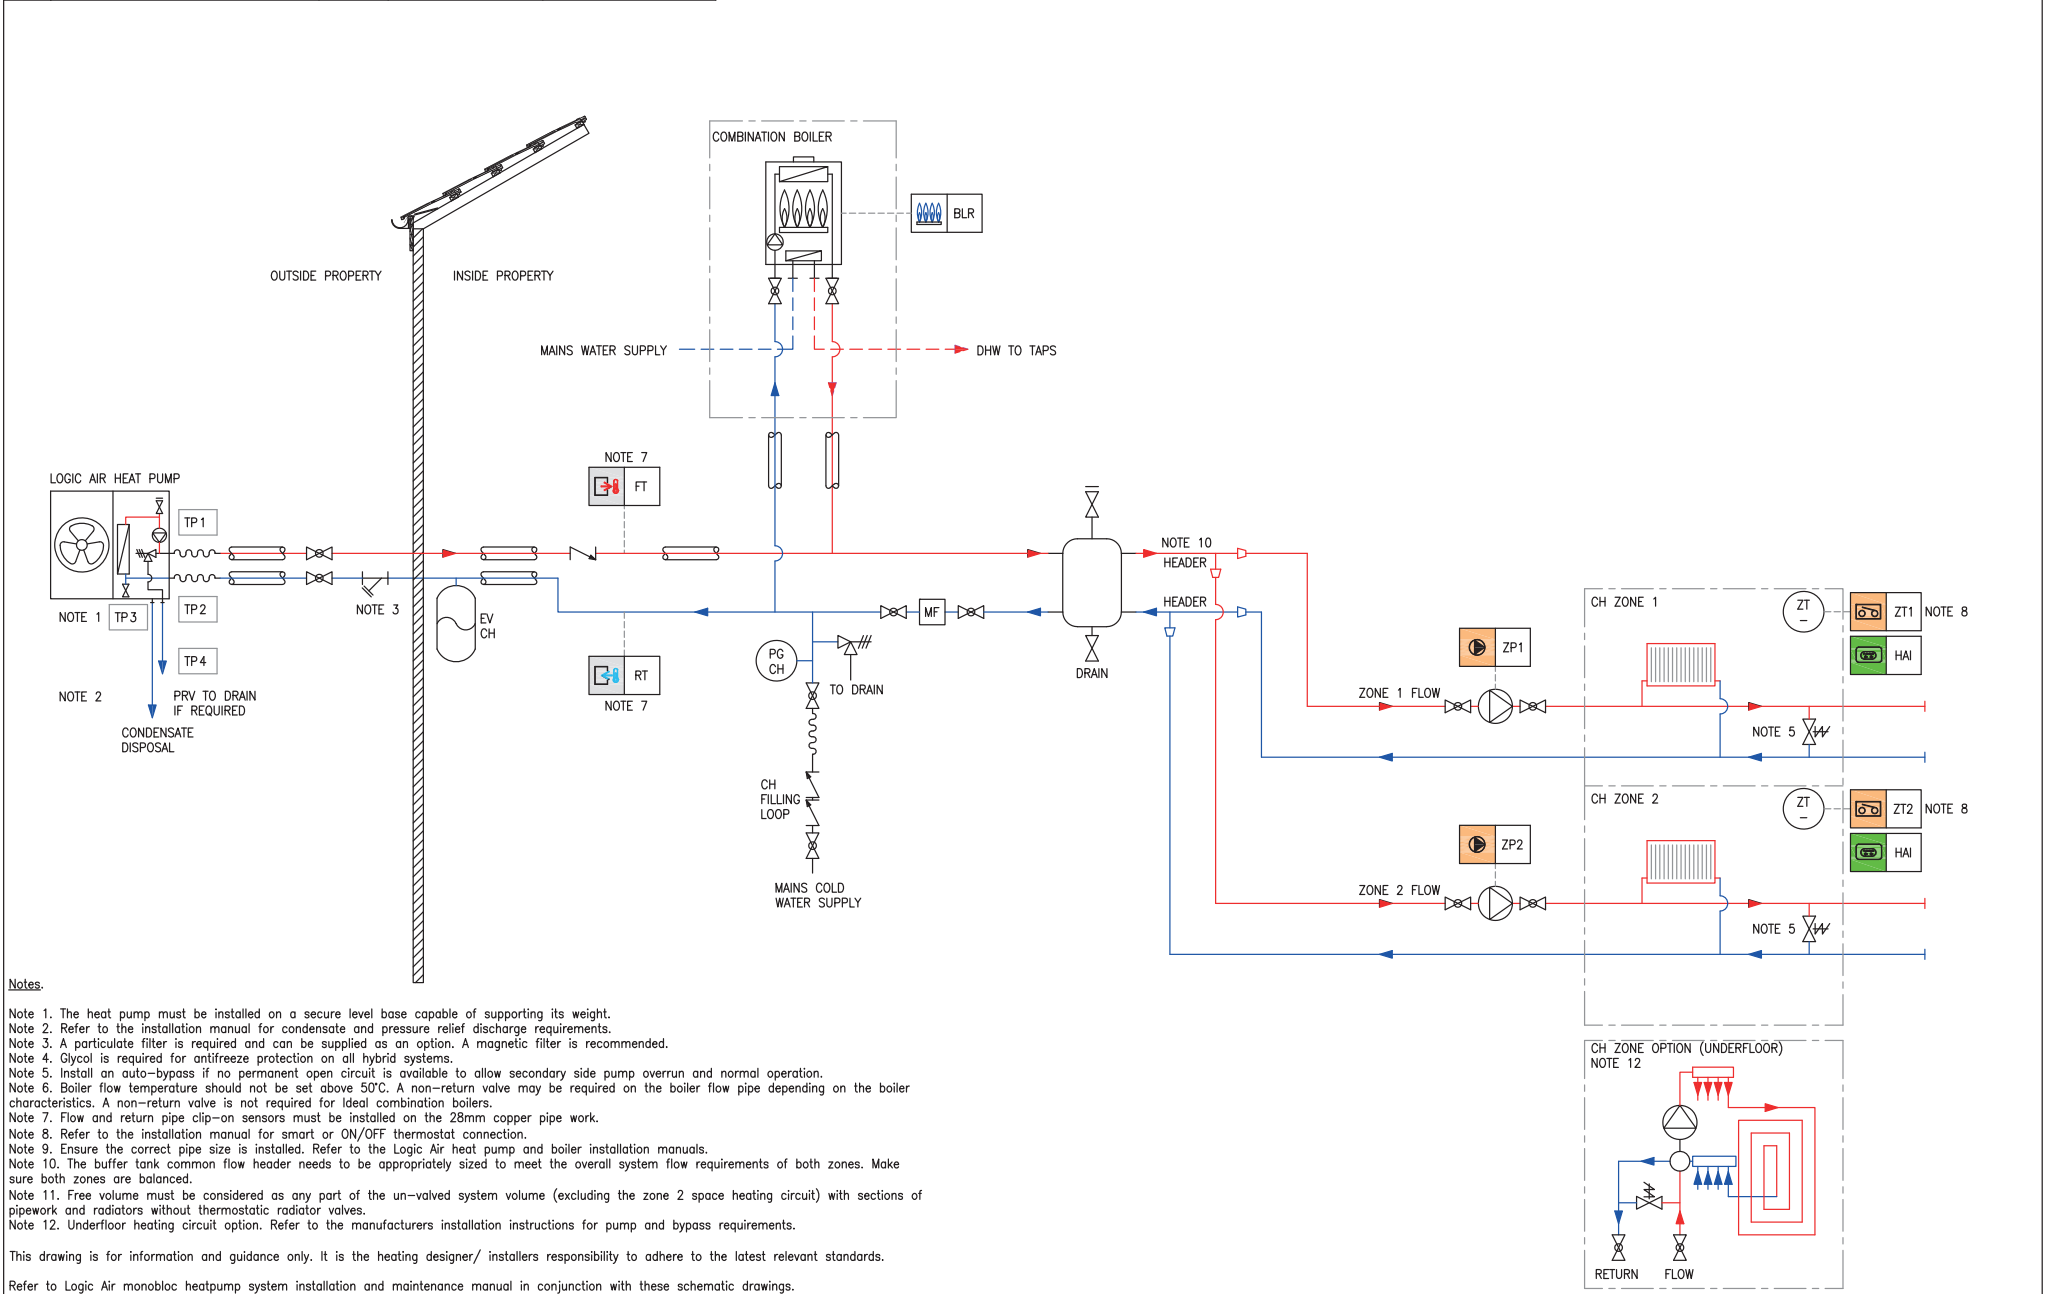 COMBINATION BOILER
BLR
OUTSIDE PROPERTY
INSIDE PROPERTY
MAINS WATER SUPPLY
DHW TO TAPS
NOTE 7
FT
LOGIC AIR HEAT PUMP
TP1
TP2
TP3
TP4
NOTE 1
NOTE 2
PRV TO DRAIN
IF REQUIRED
CONDENSATE
DISPOSAL
NOTE 3
EV
CH
RT
NOTE 7
PG
CH
TO DRAIN
MF
CH
FILLING
LOOP
MAINS COLD
WATER SUPPLY
DRAIN
NOTE 10
HEADER
HEADER
ZP1
ZONE 1 FLOW
CH ZONE 1
ZT
–
ZT1
NOTE 8
HAI
NOTE 5
ZP2
ZONE 2 FLOW
CH ZONE 2
ZT
–
ZT2
NOTE 8
HAI
NOTE 5
CH ZONE OPTION (UNDERFLOOR)
NOTE 12
RETURN
FLOW
Notes.
Note 1. The heat pump must be installed on a secure level base capable of supporting its weight.
Note 2. Refer to the installation manual for condensate and pressure relief discharge requirements.
Note 3. A particulate filter is required and can be supplied as an option. A magnetic filter is recommended.
Note 4. Glycol is required for antifreeze protection on all hybrid systems.
Note 5. Install an auto-bypass if no permanent open circuit is available to allow secondary side pump overrun and normal operation.
Note 6. Boiler flow temperature should not be set above 50°C. A non-return valve may be required on the boiler flow pipe depending on the boiler
characteristics. A non-return valve is not required for Ideal combination boilers.
Note 7. Flow and return pipe clip-on sensors must be installed on the 28mm copper pipe work.
Note 8. Refer to the installation manual for smart or ON/OFF thermostat connection.
Note 9. Ensure the correct pipe size is installed. Refer to the Logic Air heat pump and boiler installation manuals.
Note 10. The buffer tank common flow header needs to be appropriately sized to meet the overall system flow requirements of both zones. Make
sure both zones are balanced.
Note 11. Free volume must be considered as any part of the un-valved system volume (excluding the zone 2 space heating circuit) with sections of
pipework and radiators without thermostatic radiator valves.
Note 12. Underfloor heating circuit option. Refer to the manufacturers installation instructions for pump and bypass requirements.
This drawing is for information and guidance only. It is the heating designer/ installers responsibility to adhere to the latest relevant standards.
Refer to Logic Air monobloc heatpump system installation and maintenance manual in conjunction with these schematic drawings.